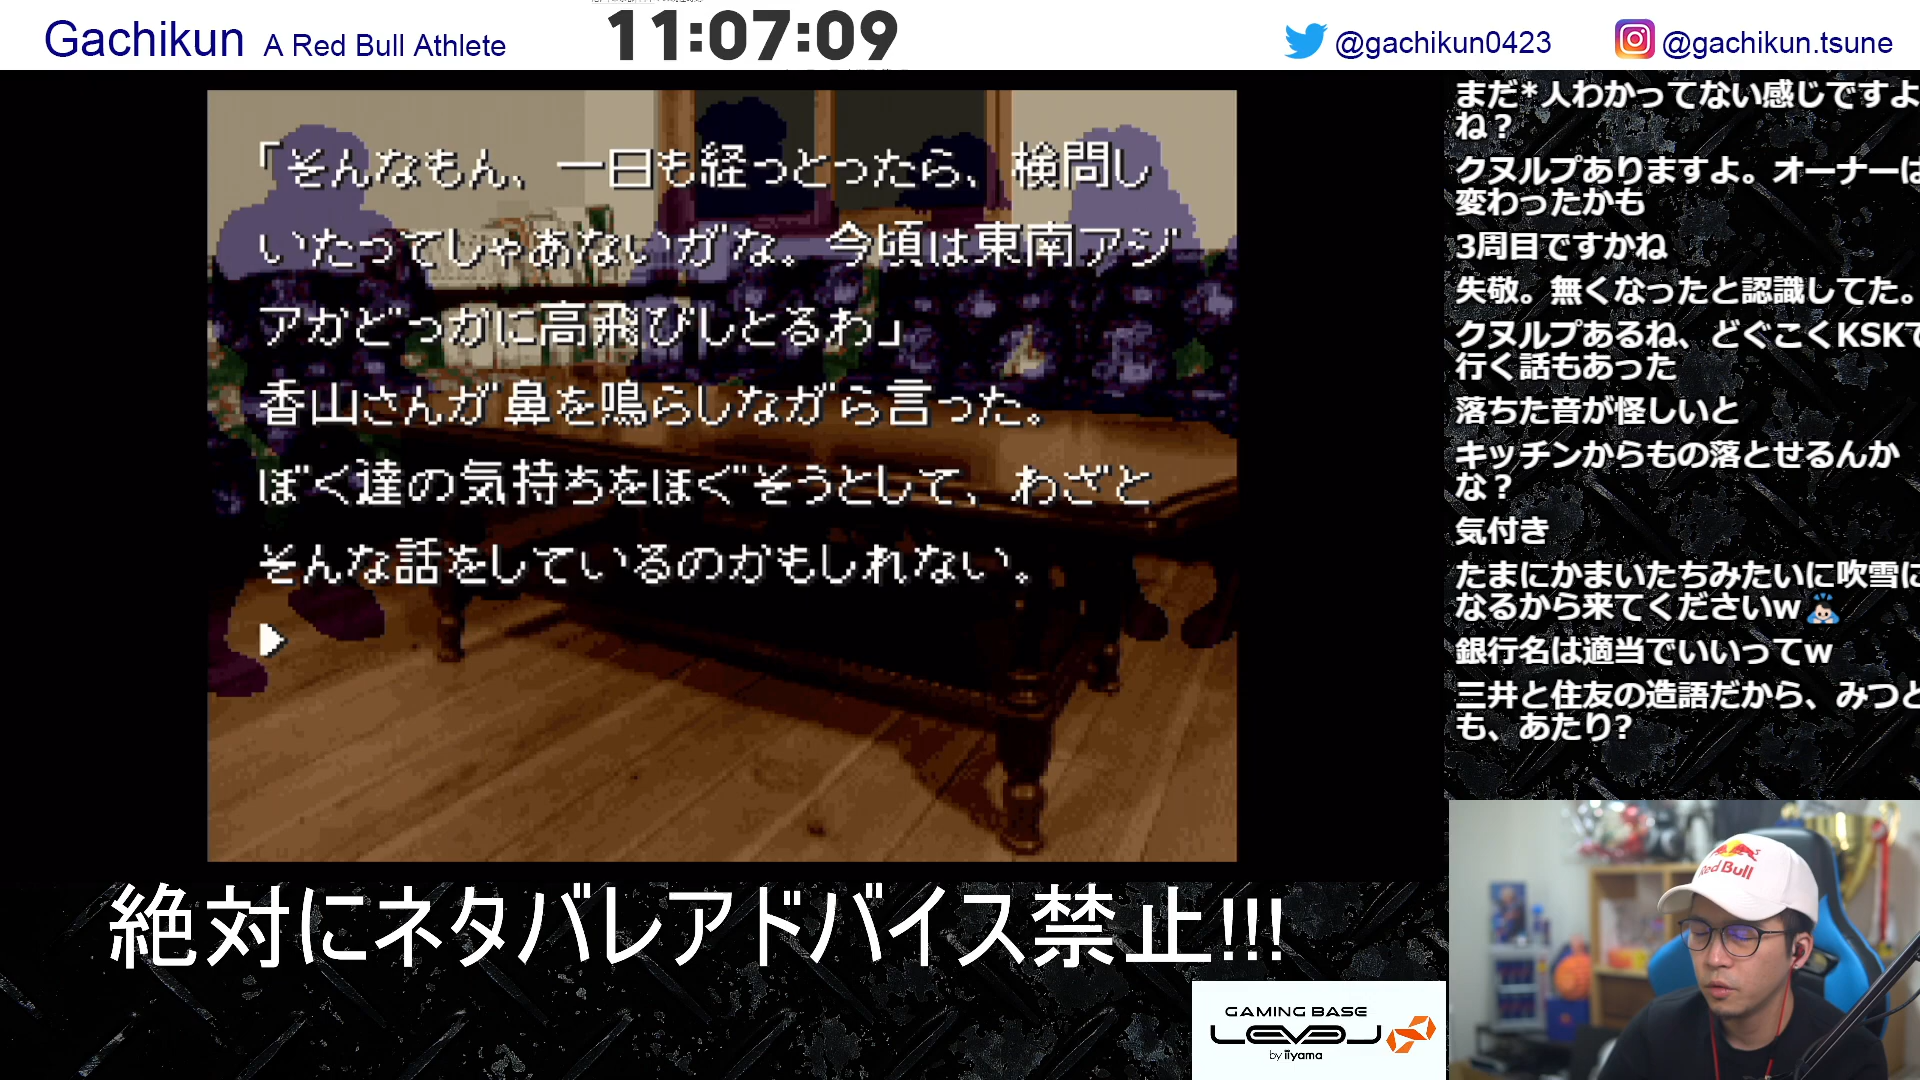 Gachikun A Red Bull Athlete
11:07:09
@gachikun0423
@gachikun.tsune
「そんなもん、一日も経っとったら、検問し
いたってしゃあないがな。今頃は東南アジ
アかどっかに高飛びしとるわ」
香山さんが鼻を鳴らしながら言った。
ぼく達の気持ちをほぐそうとして、わざと
そんな話をしているのかもしれない。
まだ*人わかってない感じですよ
ね？
クヌルプありますよ。オーナーは
変わったかも
3周目ですかね
失敬。無くなったと認識してた。
クヌルプあるね、どぐこくKSKで
行く話もあった
落ちた音が怪しいと
キッチンからもの落とせるんか
な？
気付き
たまにかまいたちみたいに吹雪に
なるから来てくださいw
銀行名は適当でいいってw
三井と住友の造語だから、みつと
も、あたり?
絶対にネタバレアドバイス禁止!!!
GAMING BASE
LEVEL
by iiyama
Red Bull